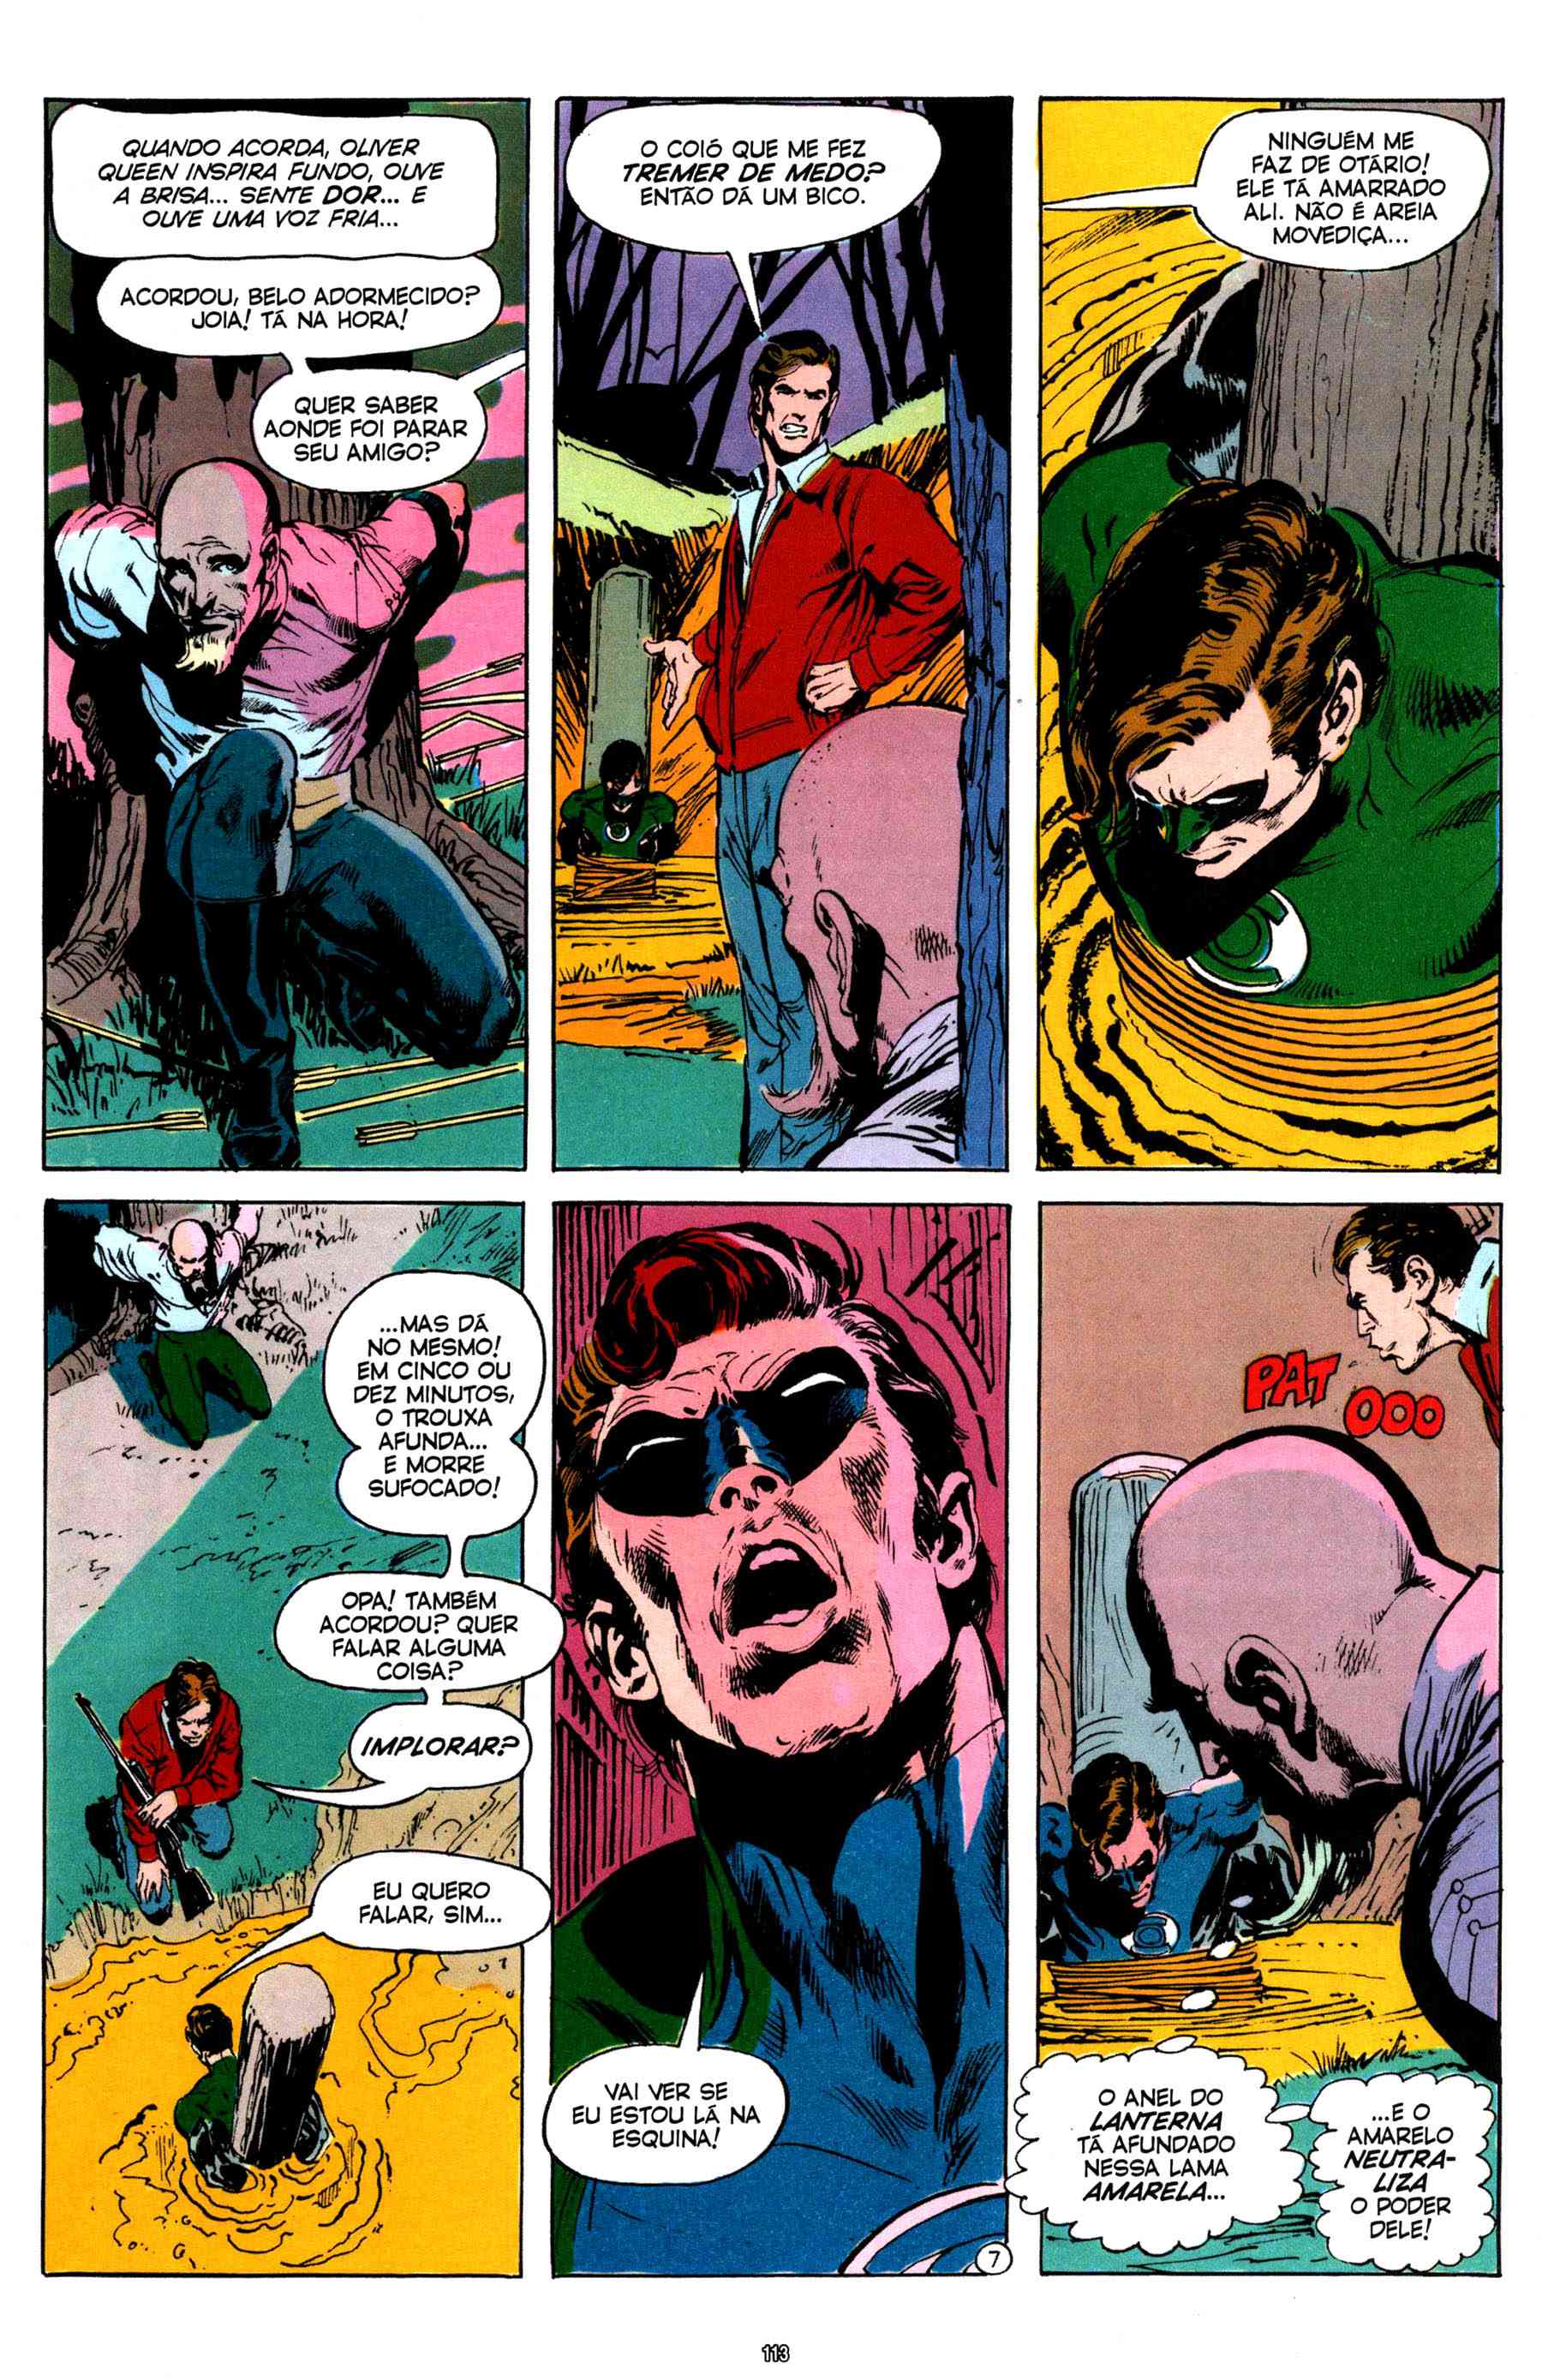 QUANDO ACORDA, OLIVER
QUEEN INSPIRA FUNDO, OUVE
A BRISA... SENTE DOR... E
OUVE UMA VOZ FRIA...
ACORDOU, BELO ADORMECIDO?
JOIA! TÁ NA HORA!
QUER SABER
AONDE FOI PARAR
SEU AMIGO?
O COIÓ QUE ME FEZ
TREMER DE MEDO?
ENTÃO DÁ UM BICO.
NINGUÉM ME
FAZ DE OTÁRIO!
ELE TÁ AMARRADO
ALI. NÃO É AREIA
MOVEDIÇA...
...MAS DÁ
NO MESMO!
EM CINCO OU
DEZ MINUTOS,
O TROUXA
AFUNDA...
E MORRE
SUFOCADO!
OPA! TAMBÉM
ACORDOU? QUER
FALAR ALGUMA
COISA?
IMPLORAR?
EU QUERO
FALAR, SIM...
VAI VER SE
EU ESTOU LÁ NA
ESQUINA!
7
PAT
OOO
O ANEL DO
LANTERNA
TÁ AFUNDADO
NESSA LAMA
AMARELA...
...E O
AMARELO
NEUTRA-
LIZA
O PODER
DELE!
113